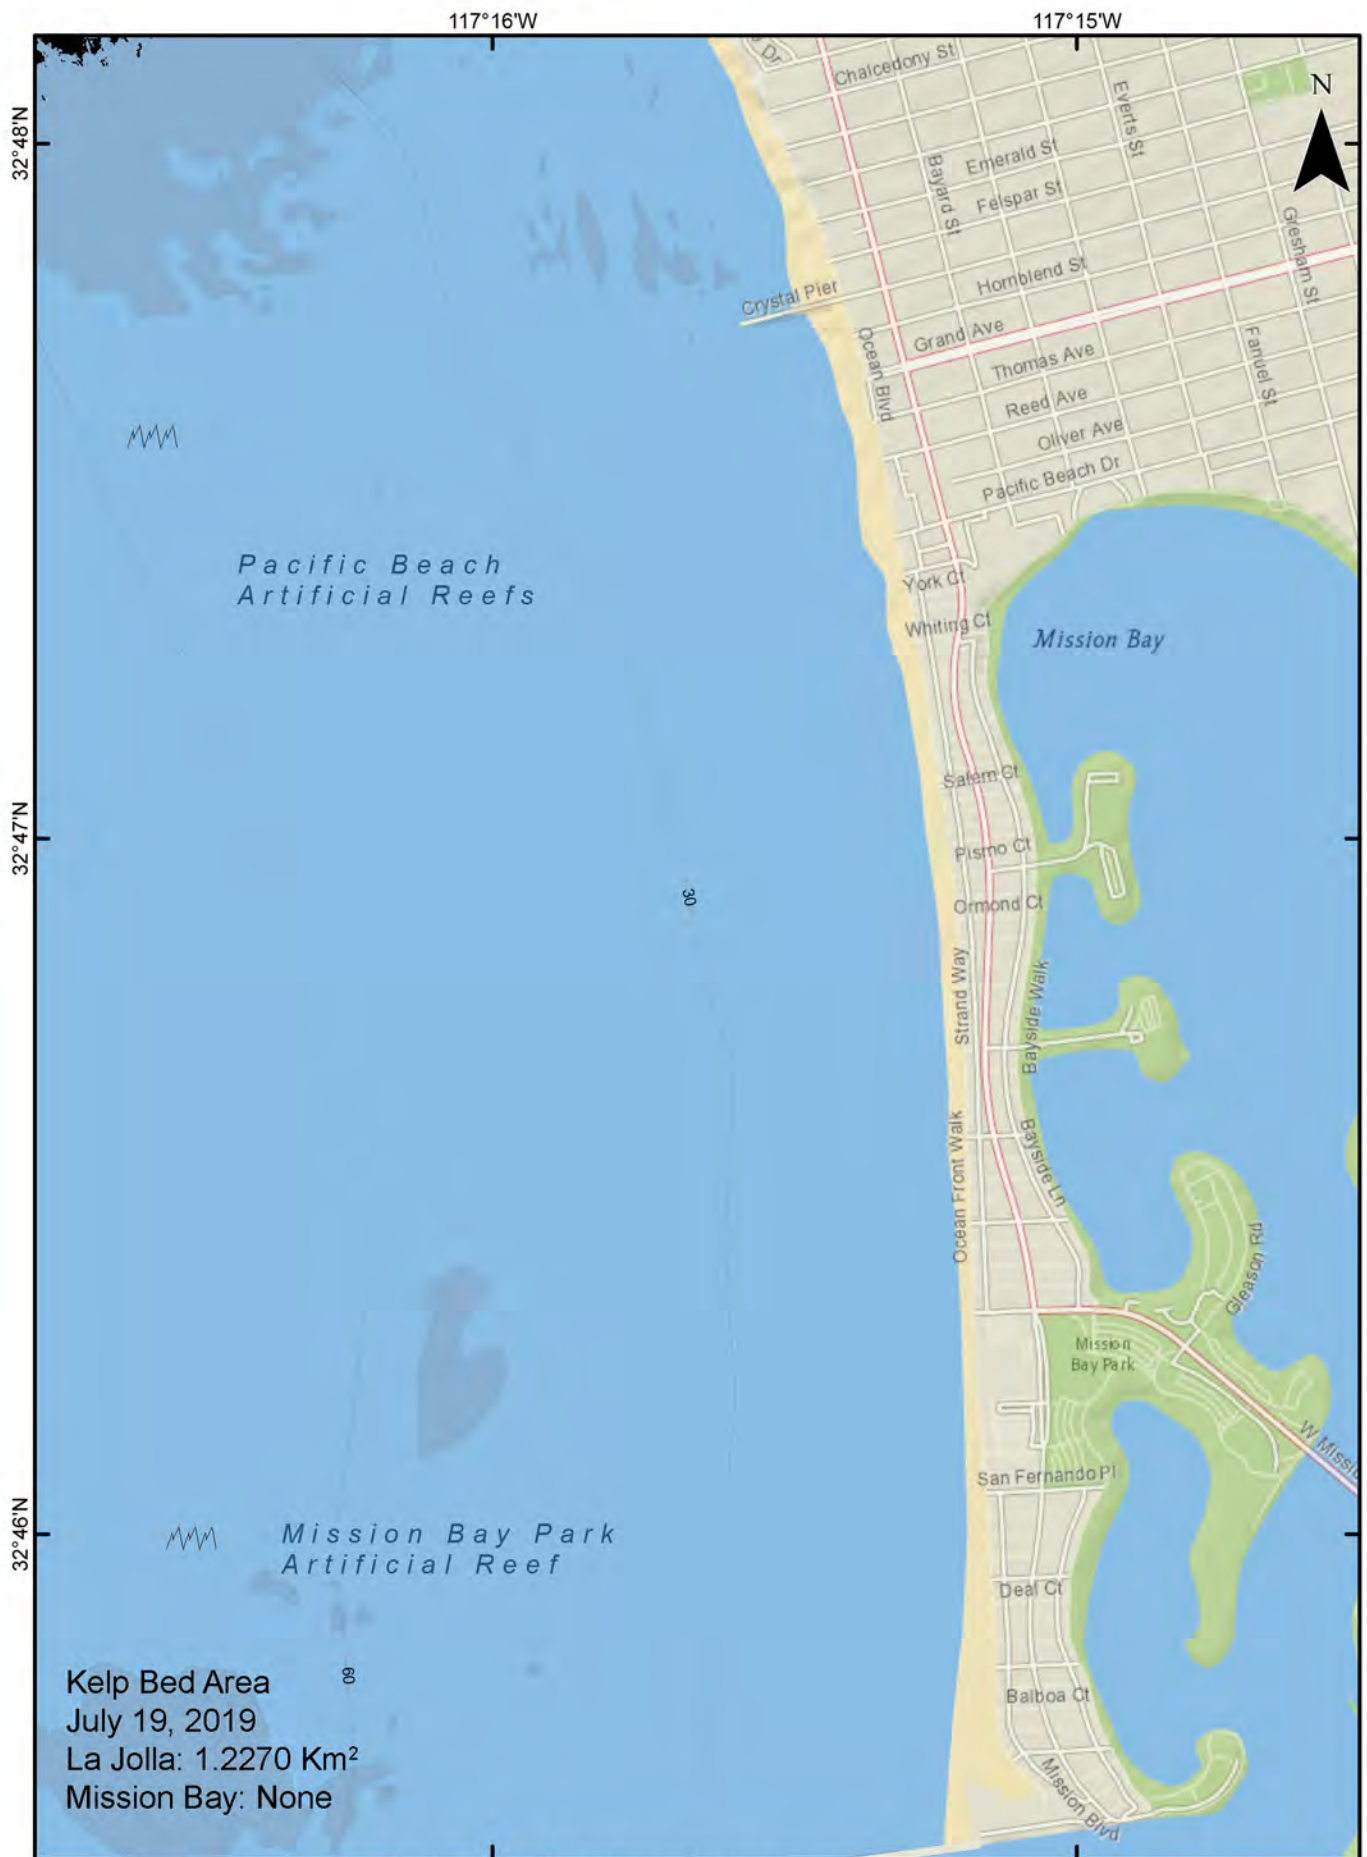 117°16'W
117°15'W
32°48'N
32°47'N
32°46'N
N
Dr
Chalcedony St
Everts St
Emerald St
Bayard St
Felspar St
Gresham St
Hornblend St
Crystal Pier
Grand Ave
Ocean Blvd
Thomas Ave
Fanuel St
Reed Ave
Oliver Ave
Pacific Beach Dr
Pacific Beach
Artificial Reefs
York Ct
Whiting Ct
Mission Bay
Salem Ct
Pismo Ct
30
Ormond Ct
Strand Way
Bayside Walk
Ocean Front Walk
Bayside Ln
Gleason Rd
Mission
Bay Park
W Missio
San Fernando Pl
Mission Bay Park
Artificial Reef
Deal Ct
60
Balboa Ct
Mission Blvd
Kelp Bed Area
July 19, 2019
La Jolla: 1.2270 Km²
Mission Bay: None